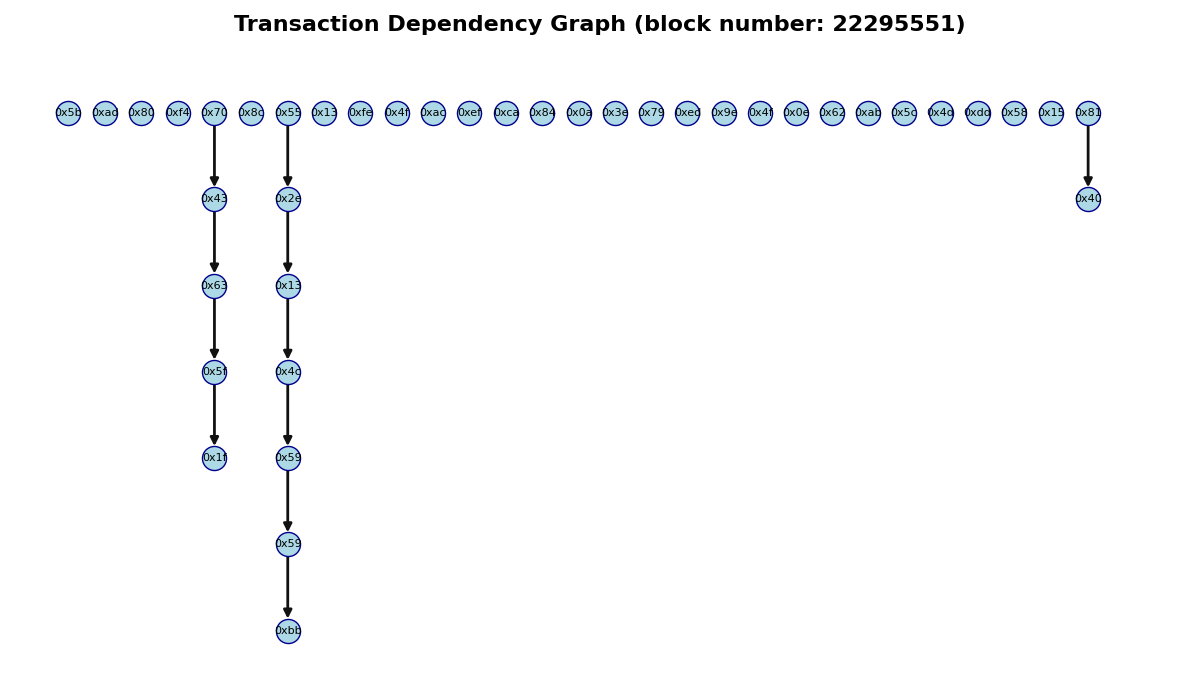 Transaction Dependency Graph (block number: 22295551)
0x5b 0xad 0x80 0xf4 0x70 0x8c 0x55 0x13 0xfe 0x4f 0xac 0xef 0xca 0x84 0x0a 0x3e 0x79 0xed 0x9e 0x4f 0x0e 0x62 0xab 0x5c 0x4d 0xdd 0x58 0x15 0x81
0x43 0x2e 0x40
0x63 0x13
0x5f 0x4c
0x1f 0x59
0x59
0xbb